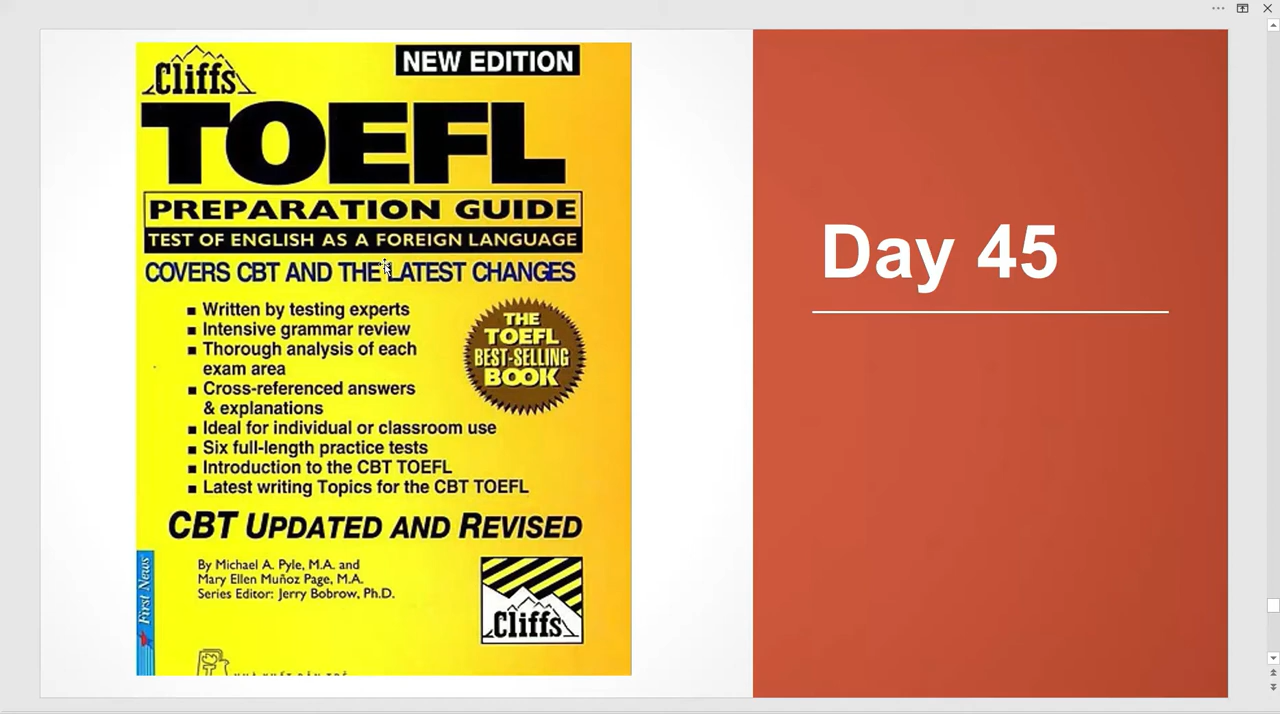 Cliffs
NEW EDITION
TOEFL
PREPARATION GUIDE
TEST OF ENGLISH AS A FOREIGN LANGUAGE
COVERS CBT AND THE LATEST CHANGES
■ Written by testing experts
■ Intensive grammar review
■ Thorough analysis of each
exam area
■ Cross-referenced answers
& explanations
■ Ideal for individual or classroom use
■ Six full-length practice tests
■ Introduction to the CBT TOEFL
■ Latest writing Topics for the CBT TOEFL
THE
TOEFL
BEST-SELLING
BOOK
CBT UPDATED AND REVISED
By Michael A. Pyle, M.A. and
Mary Ellen Muñoz Page, M.A.
Series Editor: Jerry Bobrow, Ph.D.
First News
Cliffs
Day 45